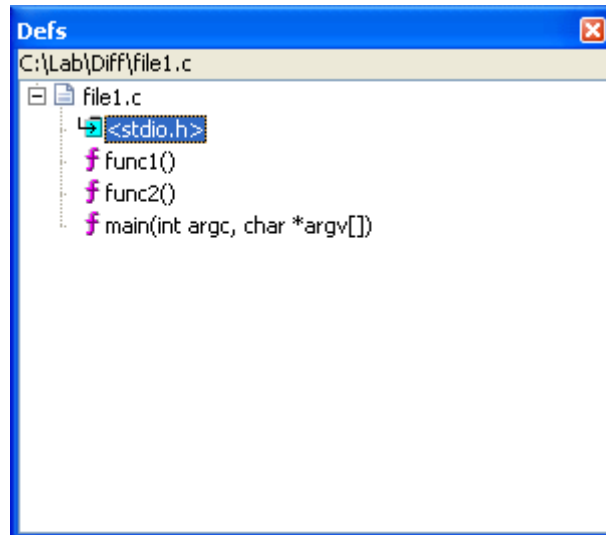 Defs
C:\Lab\Diff\file1.c
file1.c
<stdio.h>
func1()
func2()
main(int argc, char *argv[])